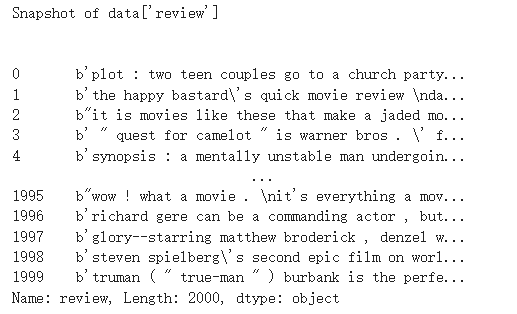 Snapshot of data['review']
0 b'plot : two teen couples go to a church party...
1 b'the happy bastard\'s quick movie review \nda...
2 b"it is movies like these that make a jaded mo...
3 b' " quest for camelot " is warner bros . \' f...
4 b'synopsis : a mentally unstable man undergoin...
...
1995 b"wow ! what a movie . \nit's everything a mov...
1996 b'richard gere can be a commanding actor , but...
1997 b'glory--starring matthew broderick , denzel w...
1998 b'steven spielberg\'s second epic film on worl...
1999 b'truman ( " true-man " ) burbank is the perfe...
Name: review, Length: 2000, dtype: object